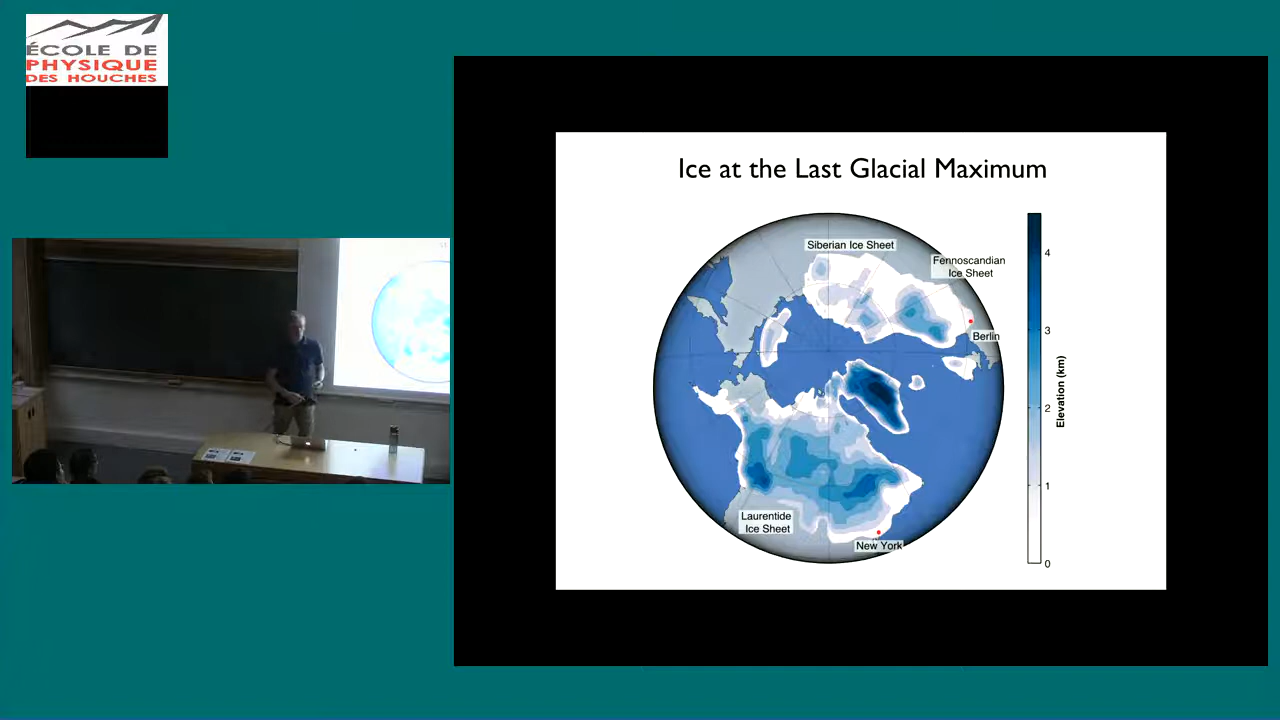 ÉCOLE DE
PHYSIQUE
DES HOUCHES
Ice at the Last Glacial Maximum
Siberian Ice Sheet
Fennoscandian
Ice Sheet
Berlin
Laurentide
Ice Sheet
New York
4
3
2
1
0
Elevation (km)